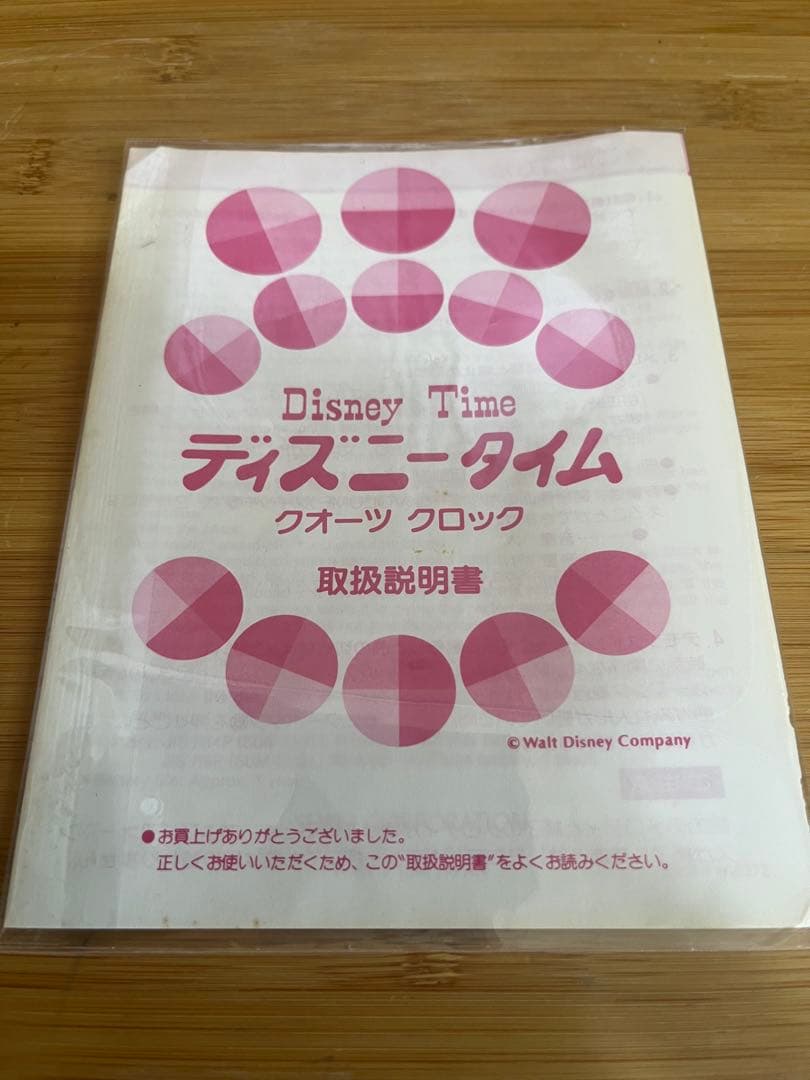 Disney Time
ディズニータイム
クオーツ クロック
取扱説明書
© Walt Disney Company
●お買上げありがとうございました。
正しくお使いいただくため、この"取扱説明書"をよくお読みください。